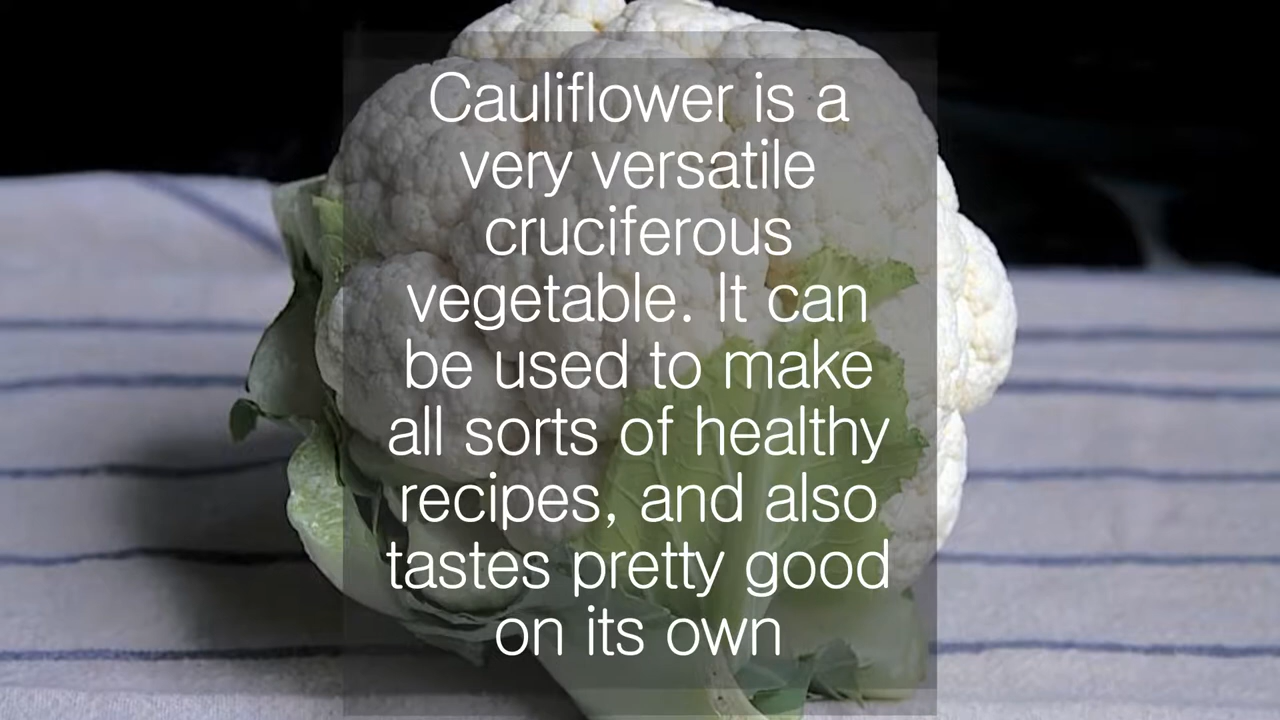 Cauliflower is a
very versatile
cruciferous
vegetable. It can
be used to make
all sorts of healthy
recipes, and also
tastes pretty good
on its own